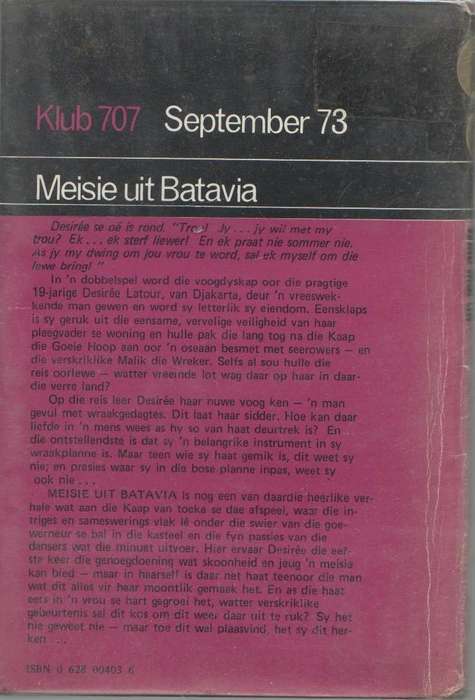 Klub 707 September 73
Meisie uit Batavia
Desirée se oë is rond. "Trou! Jy ... jy wil met my
trou? Ek ... ek sterf liewer! En ek praat nie sommer nie.
As jy my dwing om jou vrou te word, sal ek myself om die
lewe bring!"
In 'n dobbelspel word die voogdyskap oor die pragtige
19-jarige Desirée Latour, van Djakarta, deur 'n vreeswek-
kende man gewen en word sy letterlik sy eiendom. Eensklaps
is sy geruk uit die eensame, vervelige veiligheid van haar
pleegvader se woning en hulle pak die lang tog na die Kaap
die Goeie Hoop aan oor 'n oseaan besmet met seerowers — en
die verskriklike Malik die Wreker. Selfs al sou hulle die
reis oorlewe — watter vreeinde lot wag daar op haar in daar-
die verre land?
Op die reis leer Desirée haar nuwe voog ken — 'n man
gevul met wraakgedagtes. Dit laat haar sidder. Hoe kan daar
liefde in 'n mens wees as hy so van haat deurtrek is? En
die ontstellendste is dat sy 'n belangrike instrument in sy
wraakplanne is. Maar teen wie sy haat gemik is, dit weet sy
nie; en presies waar sy in die bose planne inpas, weet sy
ook nie ...
MEISIE UIT BATAVIA is nog een van daardie heerlike ver-
hale wat aan die Kaap van toeka se dae afspeel, waar die in-
triges en sameswerings vlak lê onder die swier van die goe-
werneur se bal in die kasteel en die fyn passies van die
dansers wat die minuet uitvoer. Hier ervaar Desirée die eer-
ste keer die genoegdoening wat skoonheid en jeug 'n meisie
kan bied — maar in haarself is daar net haat teenoor die man
wat dit alles vir haar moontlik gemaak het. En as die haat
eers in 'n vrou se hart gegroei het, watter verskriklike
gebeurtenis sal dit kos om dit weer daar uit te ruk? Sy het
nie geweet nie — maar toe dit wel plaasvind, het sy dit her-
ken ...
ISBN 0 628 00403 6